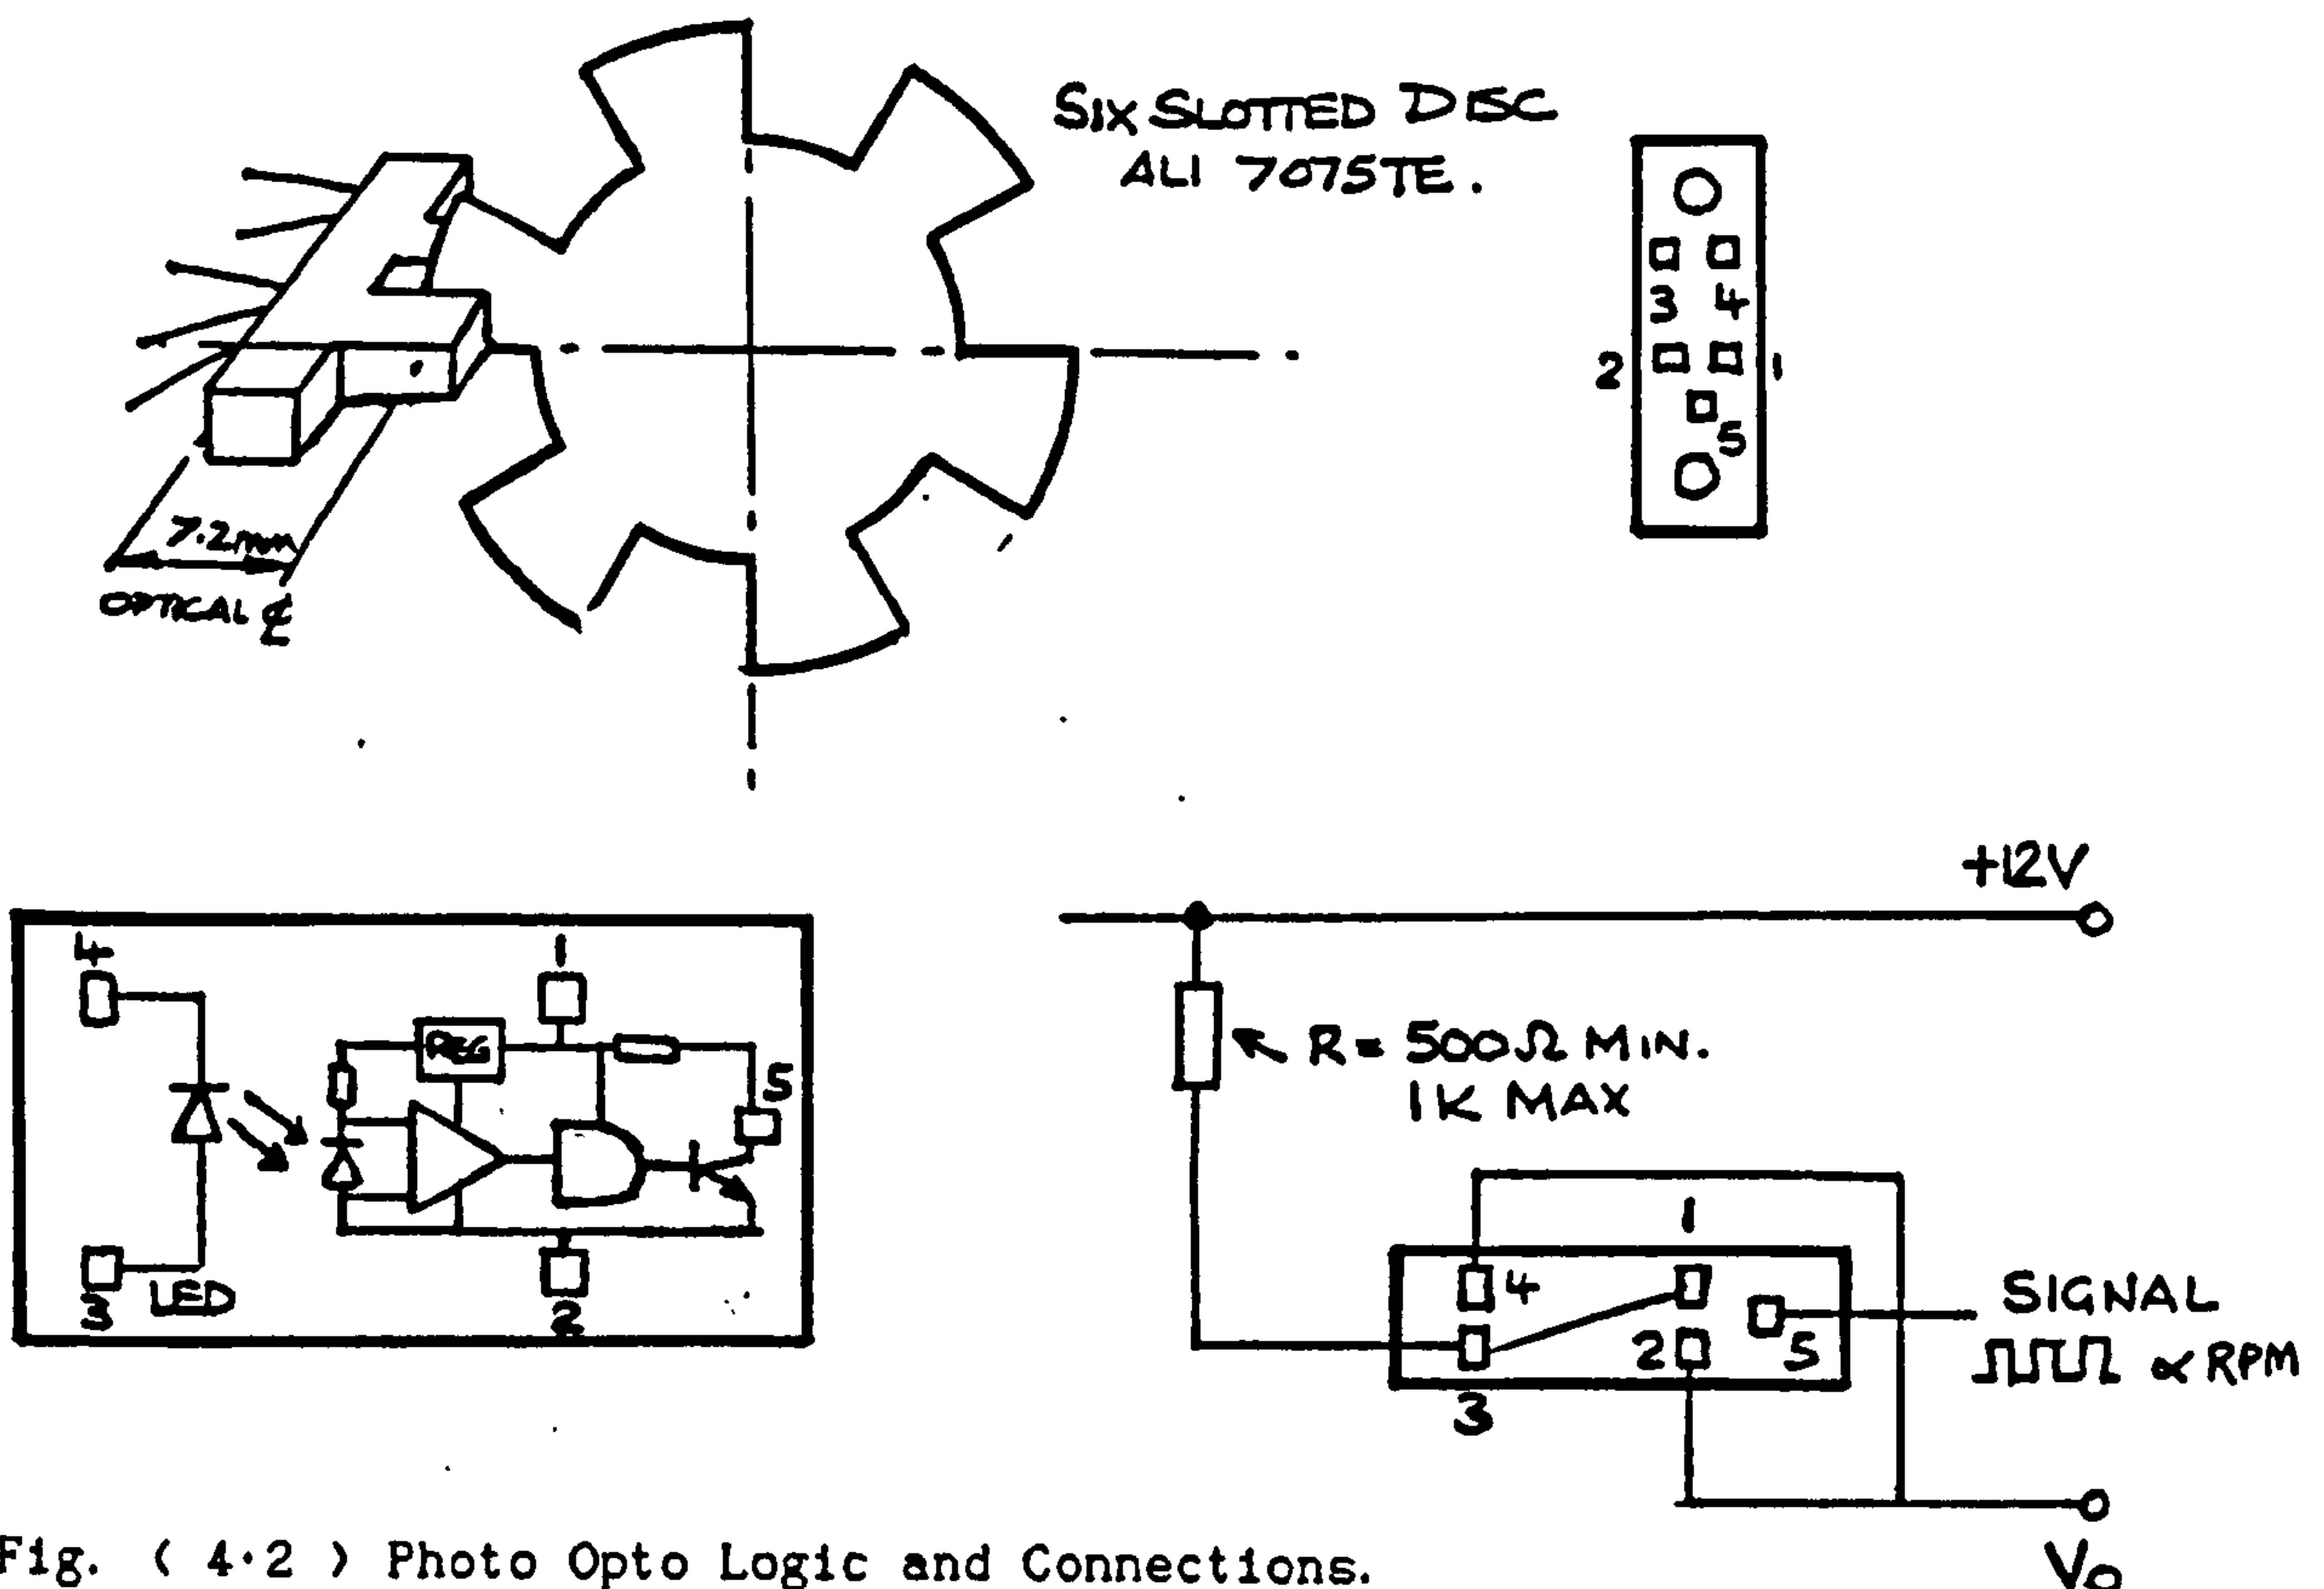 SIX SLOTTED DISC
ALI 7075TE.
3 4
2 1
5
7.2mm
OPTICAL ℄
+12V
4 1
REG
5
R = 500Ω MIN.
1K MAX
3 LED 2
1
4
SIGNAL
2 5
∝ RPM
3
Fig. ( 4·2 ) Photo Opto Logic and Connections.
Vo